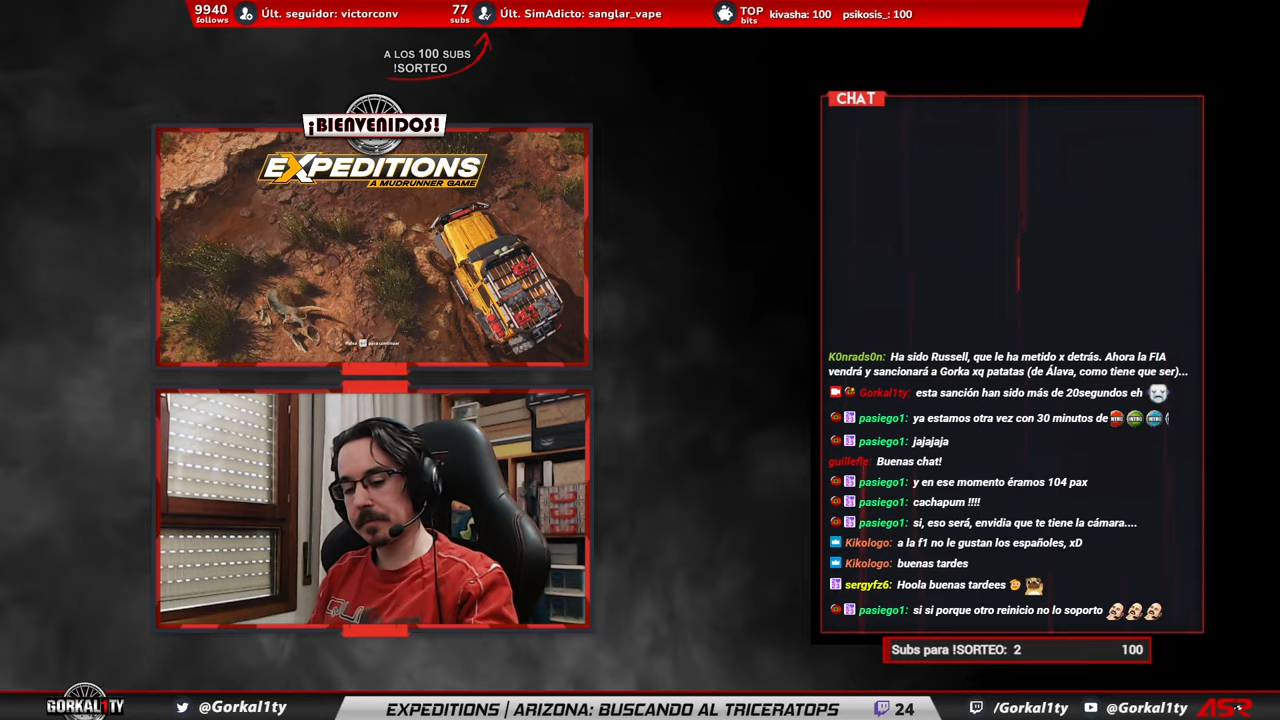 9940
follows
Últ. seguidor: victorconv
77
subs
Últ. SimAdicto: sanglar_vape
TOP
bits
kivasha: 100
psikosis_: 100
A LOS 100 SUBS
!SORTEO
¡BIENVENIDOS!
EXPEDITIONS
A MUDRUNNER GAME
Pulsa
para continuar
CHAT
K0nrads0n: Ha sido Russell, que le ha metido x detrás. Ahora la FIA
vendrá y sancionará a Gorka xq patatas (de Álava, como tiene que ser)...
Gorkal1ty: esta sanción han sido más de 20segundos eh
pasiego1: ya estamos otra vez con 30 minutos de
pasiego1: jajajaja
guillefle: Buenas chat!
pasiego1: y en ese momento éramos 104 pax
pasiego1: cachapum !!!!
pasiego1: si, eso será, envidia que te tiene la cámara....
Kikologo: a la f1 no le gustan los españoles, xD
Kikologo: buenas tardes
sergyfz6: Hoola buenas tardees
pasiego1: si si porque otro reinicio no lo soporto
Subs para !SORTEO: 2
100
GORKAL1TY
@Gorkal1ty
EXPEDITIONS | ARIZONA: BUSCANDO AL TRICERATOPS
24
/Gorkal1ty
@Gorkal1ty
ASR